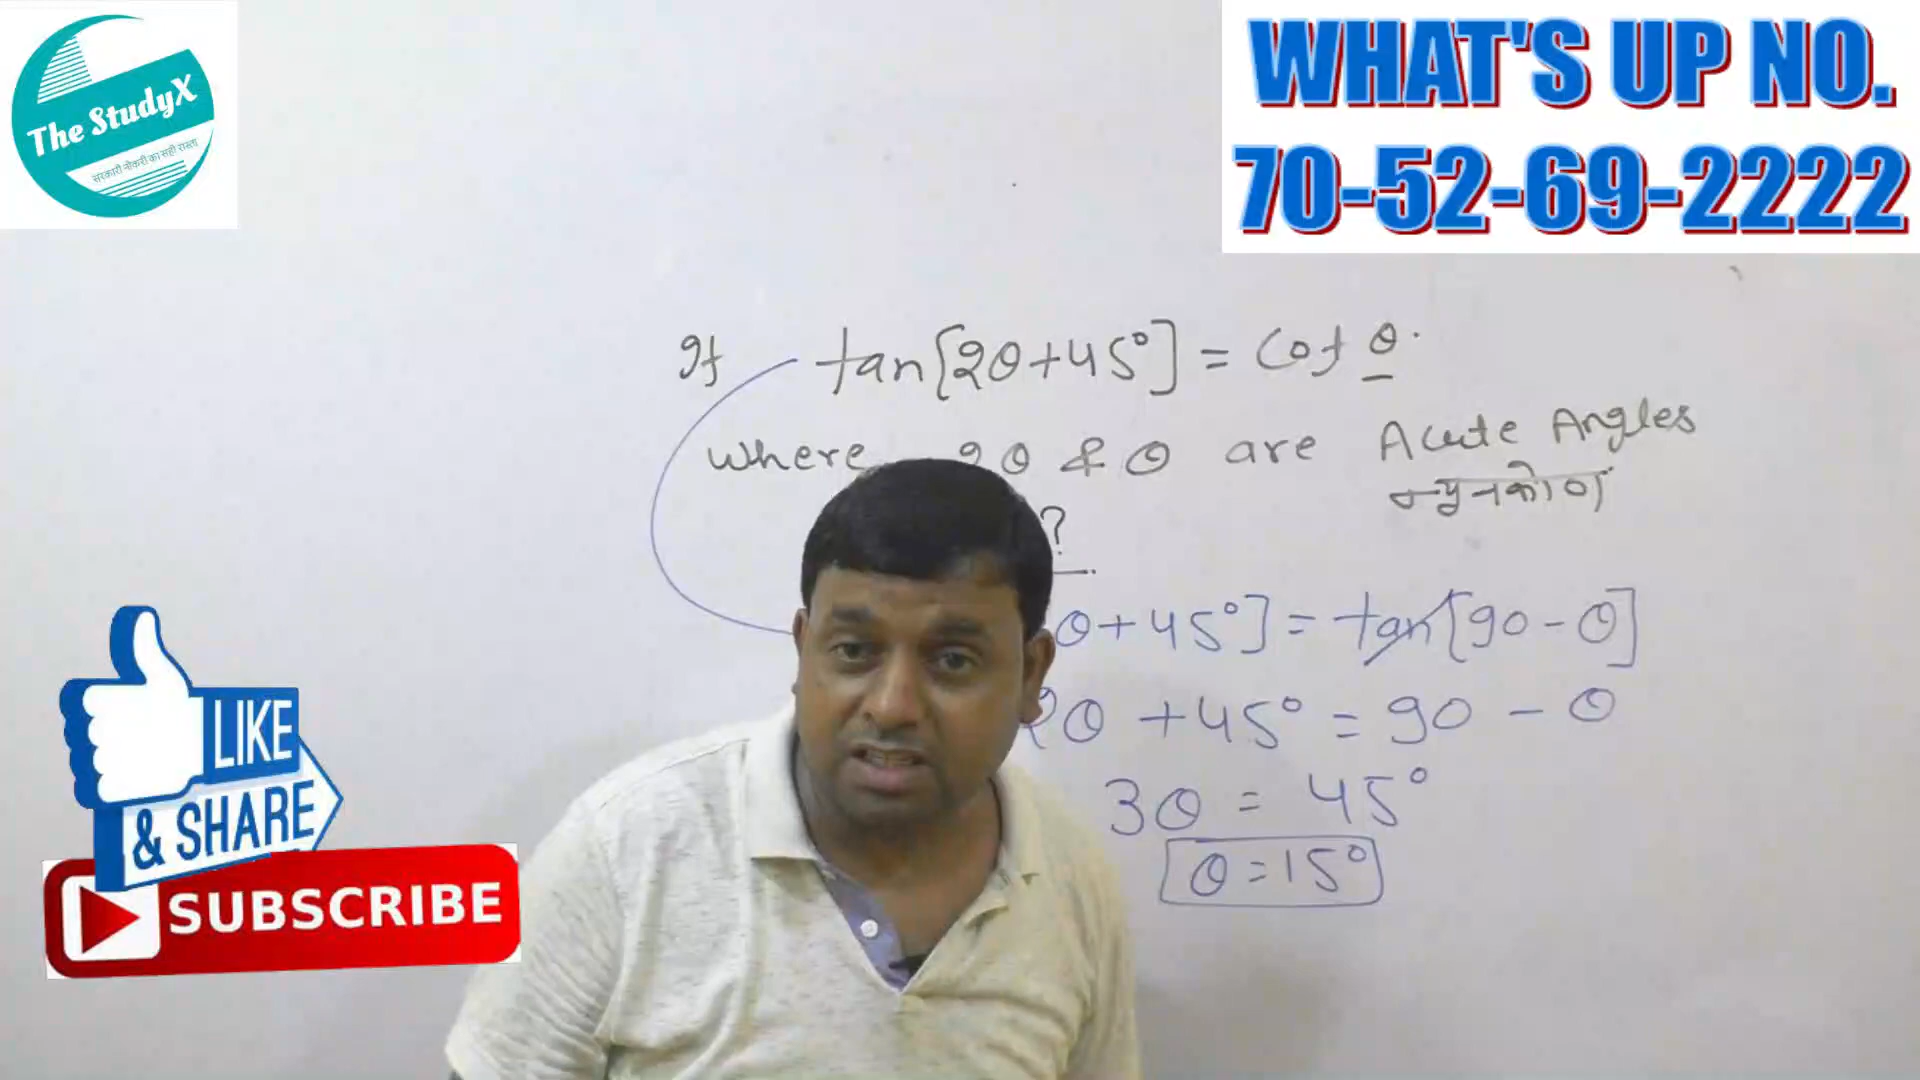 The StudyX
सरकारी नौकरी का सही रास्ता
WHAT'S UP NO.
70-52-69-2222
If tan[2θ+45°] = Cot θ.
where 2θ & θ are Acute Angles
न्यूनकोण
?
θ+45°] = tan[90-θ]
2θ +45° = 90 - θ
3θ = 45°
θ=15°
LIKE
& SHARE
SUBSCRIBE